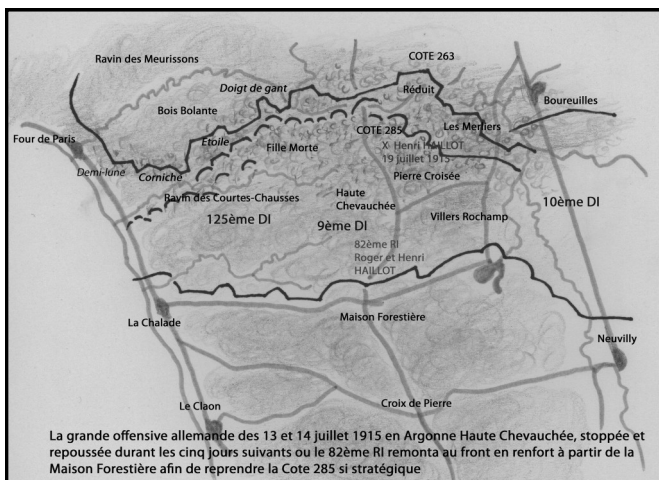 COTE 263
Ravin des Meurissons
Doigt de gant
Réduit
Bois Bolante
Boureuilles
Les Merliers
COTE 285
Four de Paris
Etoile
Fille Morte
X Henri HAILLOT
19 juillet 1915
Demi-lune
Corniche
Pierre Croisée
Ravin des Courtes-Chausses
Haute
Chevauchée
10ème DI
125ème DI
9ème DI
Villers Rochamp
82ème RI
Roger et Henri
HAILLOT
La Chalade
Maison Forestière
Neuvilly
Le Claon
Croix de Pierre
La grande offensive allemande des 13 et 14 juillet 1915 en Argonne Haute Chevauchée, stoppée et
repoussée durant les cinq jours suivants ou le 82ème RI remonta au front en renfort à partir de la
Maison Forestière afin de reprendre la Cote 285 si stratégique